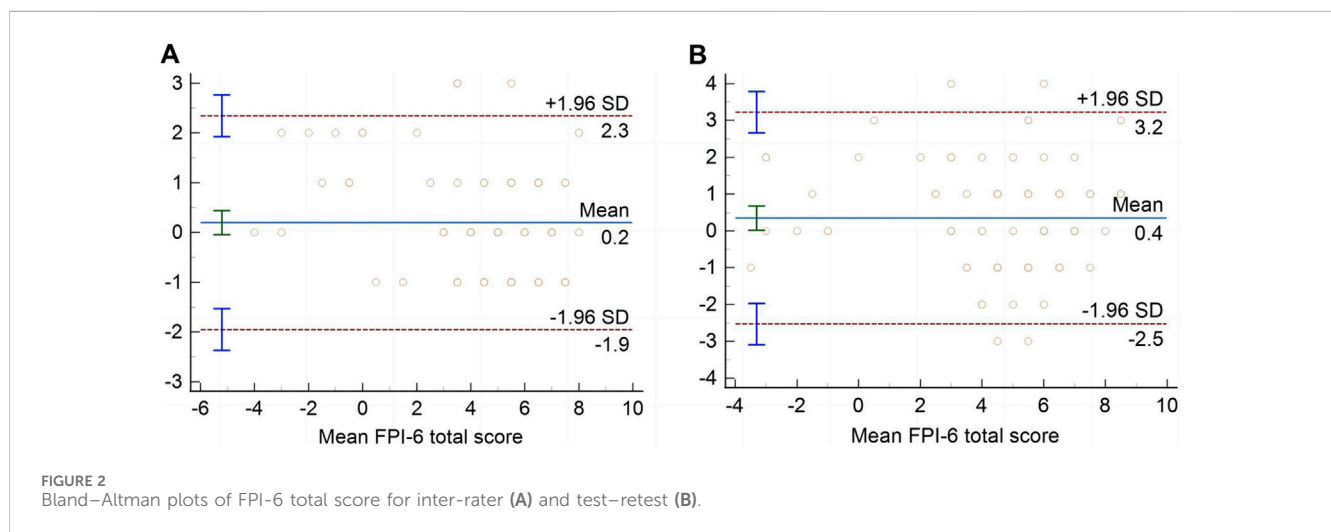 A
3
2
1
0
-1
-2
-3
+1.96 SD
2.3
Mean
0.2
-1.96 SD
-1.9
-6 -4 -2 0 2 4 6 8 10
Mean FPI-6 total score
B
4
3
2
1
0
-1
-2
-3
-4
+1.96 SD
3.2
Mean
0.4
-1.96 SD
-2.5
-4 -2 0 2 4 6 8 10
Mean FPI-6 total score
FIGURE 2
Bland–Altman plots of FPI-6 total score for inter-rater (A) and test–retest (B).